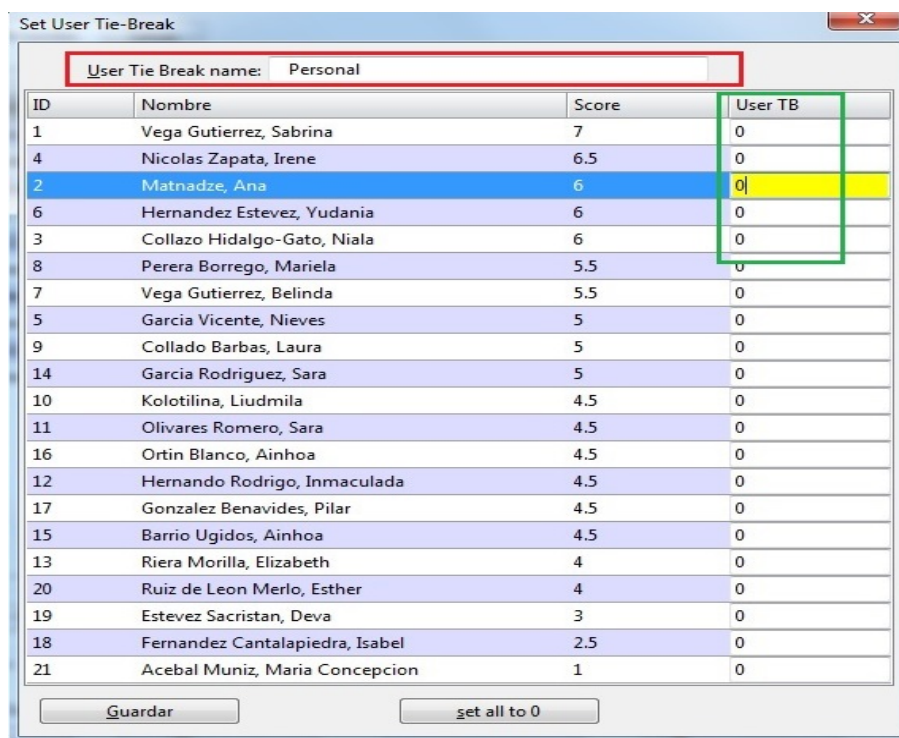 Set User Tie-Break
User Tie Break name: Personal
ID Nombre Score User TB
1 Vega Gutierrez, Sabrina 7 0
4 Nicolas Zapata, Irene 6.5 0
2 Matnadze, Ana 6 0
6 Hernandez Estevez, Yudania 6 0
3 Collazo Hidalgo-Gato, Niala 6 0
8 Perera Borrego, Mariela 5.5 0
7 Vega Gutierrez, Belinda 5.5 0
5 Garcia Vicente, Nieves 5 0
9 Collado Barbas, Laura 5 0
14 Garcia Rodriguez, Sara 5 0
10 Kolotilina, Liudmila 4.5 0
11 Olivares Romero, Sara 4.5 0
16 Ortin Blanco, Ainhoa 4.5 0
12 Hernando Rodrigo, Inmaculada 4.5 0
17 Gonzalez Benavides, Pilar 4.5 0
15 Barrio Ugidos, Ainhoa 4.5 0
13 Riera Morilla, Elizabeth 4 0
20 Ruiz de Leon Merlo, Esther 4 0
19 Estevez Sacristan, Deva 3 0
18 Fernandez Cantalapiedra, Isabel 2.5 0
21 Acebal Muniz, Maria Concepcion 1 0
Guardar set all to 0